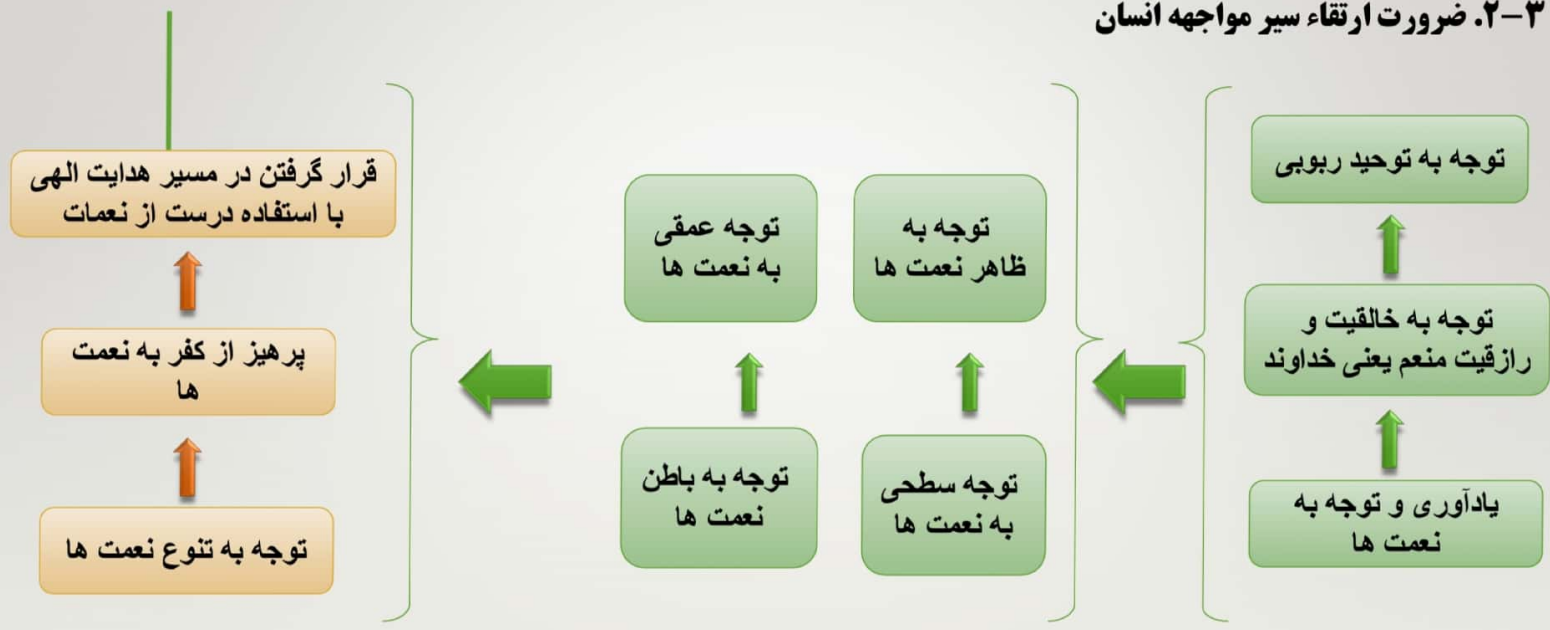 ۲-۳. ضرورت ارتقاء سیر مواجهه انسان
توجه به توحید ربوبی
توجه به خالقیت و
رازقیت منعم یعنی خداوند
یادآوری و توجه به
نعمت ها
توجه به
ظاهر نعمت ها
توجه سطحی
به نعمت ها
توجه عمقی
به نعمت ها
توجه به باطن
نعمت ها
قرار گرفتن در مسیر هدایت الهی
با استفاده درست از نعمات
پرهیز از کفر به نعمت
ها
توجه به تنوع نعمت ها